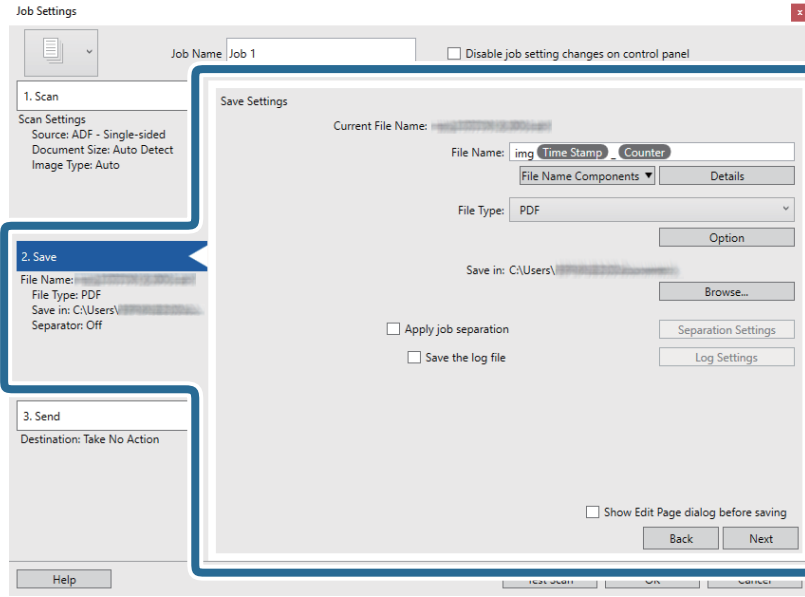 Job Settings
x
Job Name Job 1
Disable job setting changes on control panel
1. Scan
Scan Settings
Source: ADF - Single-sided
Document Size: Auto Detect
Image Type: Auto
2. Save
File Name:
File Type: PDF
Save in: C:\Users\
Separator: Off
3. Send
Destination: Take No Action
Save Settings
Current File Name:
File Name: img Time Stamp _ Counter
File Name Components ▼ Details
File Type: PDF
Option
Save in: C:\Users\
Browse...
Apply job separation Separation Settings
Save the log file Log Settings
Show Edit Page dialog before saving
Back Next
Help Test Scan OK Cancel